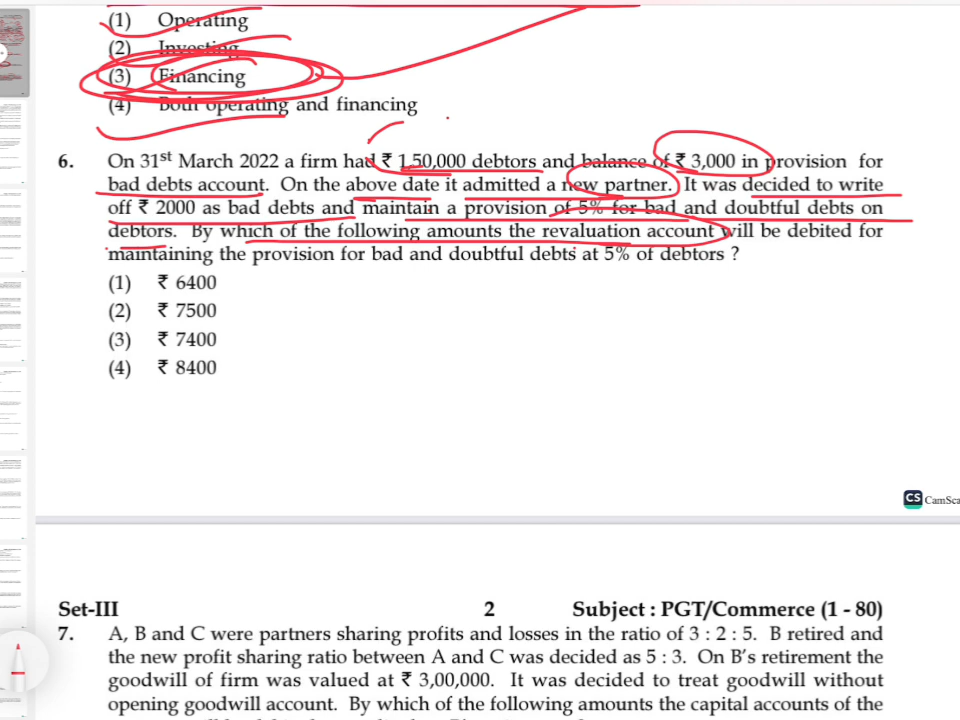 (1) Operating
(2) Investing
(3) Financing
(4) Both operating and financing
6. On 31st March 2022 a firm had ₹ 1,50,000 debtors and balance of ₹ 3,000 in provision for
bad debts account. On the above date it admitted a new partner. It was decided to write
off ₹ 2000 as bad debts and maintain a provision of 5% for bad and doubtful debts on
debtors. By which of the following amounts the revaluation account will be debited for
maintaining the provision for bad and doubtful debts at 5% of debtors ?
(1) ₹ 6400
(2) ₹ 7500
(3) ₹ 7400
(4) ₹ 8400
CS CamSca
Set-III 2 Subject : PGT/Commerce (1 - 80)
7. A, B and C were partners sharing profits and losses in the ratio of 3 : 2 : 5. B retired and
the new profit sharing ratio between A and C was decided as 5 : 3. On B's retirement the
goodwill of firm was valued at ₹ 3,00,000. It was decided to treat goodwill without
opening goodwill account. By which of the following amounts the capital accounts of the